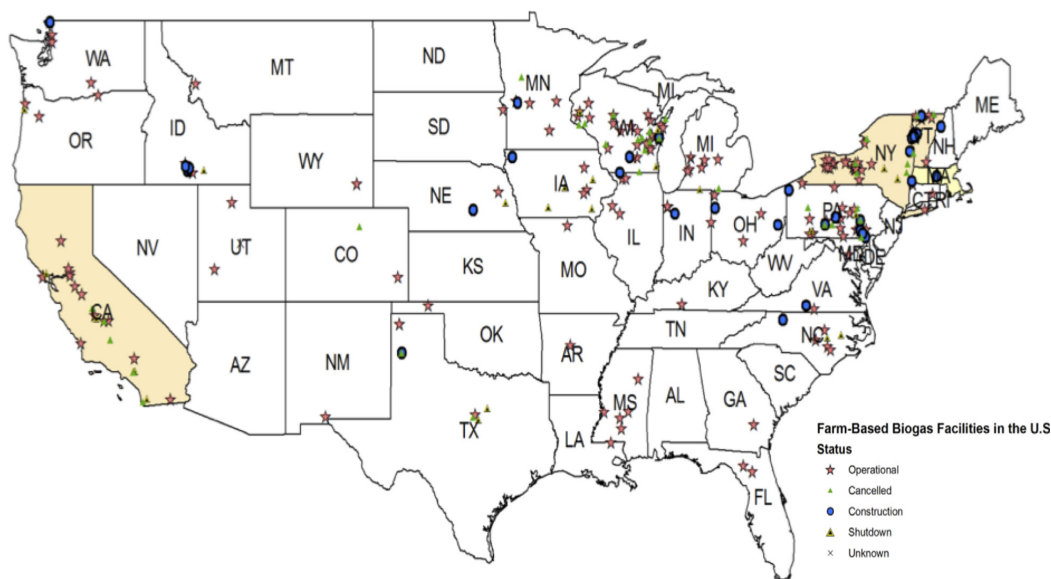 WA
MT
ND
MN
ME
OR
ID
SD
WI
MI
MI
NY
VT
NH
MA
WY
NE
IA
PA
CT
RI
NJ
NV
UT
CO
KS
MO
IL
IN
OH
WV
MD
DE
VA
KY
CA
AZ
NM
OK
AR
TN
NC
SC
TX
LA
MS
AL
GA
FL
Farm-Based Biogas Facilities in the U.S
Status
Operational
Cancelled
Construction
Shutdown
Unknown